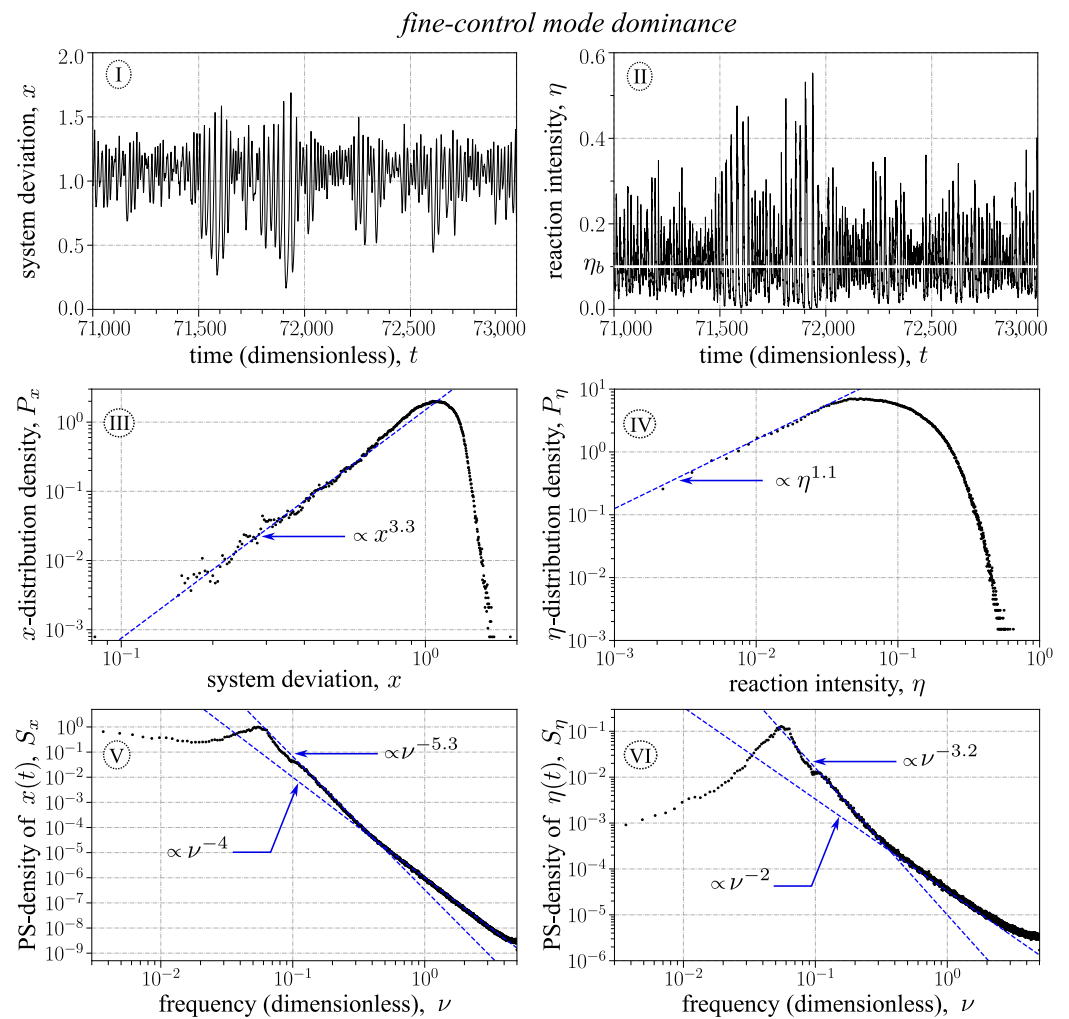 fine-control mode dominance
I
system deviation, x
2.0
1.5
1.0
0.5
0.0
71,000 71,500 72,000 72,500 73,000
time (dimensionless), t
II
reaction intensity, η
0.6
0.4
0.2
η_b
0.0
71,000 71,500 72,000 72,500 73,000
time (dimensionless), t
III
x-distribution density, P_x
10^0
10^−1
10^−2
10^−3
∝ x^3.3
10^−1 10^0
system deviation, x
IV
η-distribution density, P_η
10^1
10^0
10^−1
10^−2
10^−3
∝ η^1.1
10^−3 10^−2 10^−1 10^0
reaction intensity, η
V
PS-density of x(t), S_x
10^0
10^−1
10^−2
10^−3
10^−4
10^−5
10^−6
10^−7
10^−8
10^−9
∝ν^−5.3
∝ν^−4
10^−2 10^−1 10^0
frequency (dimensionless), ν
VI
PS-density of η(t), S_η
10^−1
10^−2
10^−3
10^−4
10^−5
10^−6
∝ν^−3.2
∝ν^−2
10^−2 10^−1 10^0
frequency (dimensionless), ν